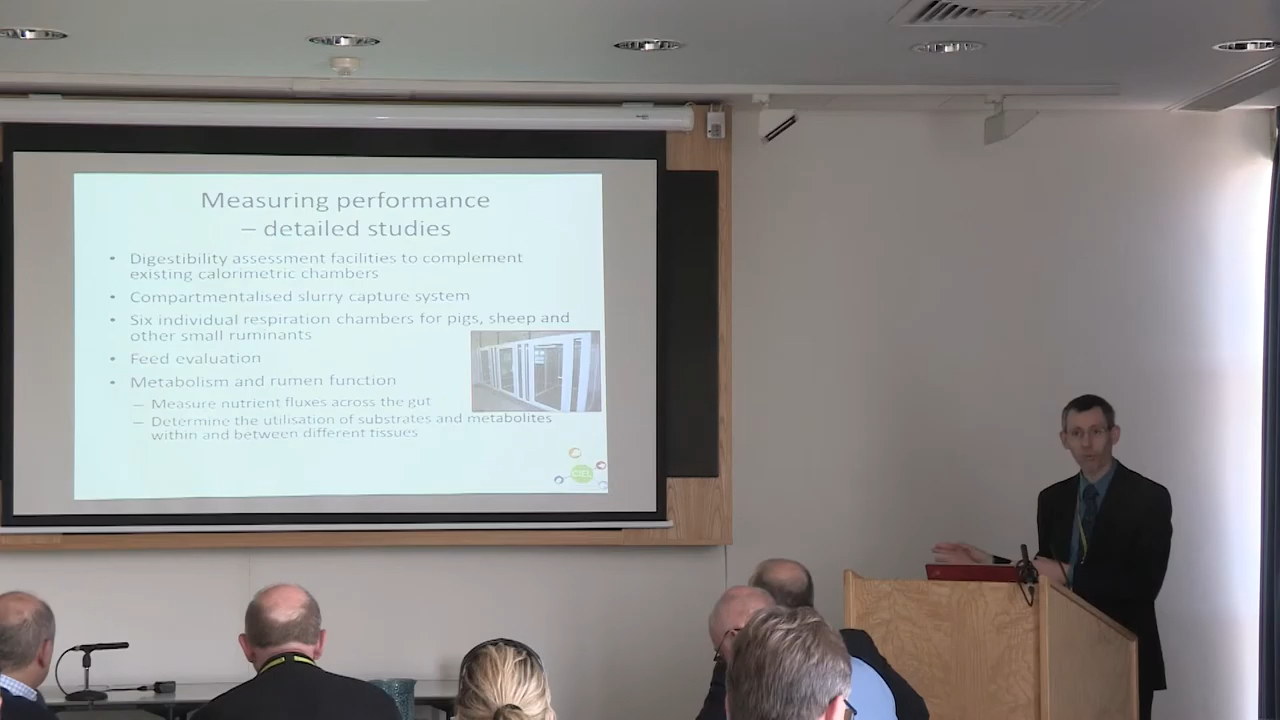 Measuring performance
– detailed studies
• Digestibility assessment facilities to complement
existing calorimetric chambers
• Compartmentalised slurry capture system
• Six individual respiration chambers for pigs, sheep and
other small ruminants
• Feed evaluation
• Metabolism and rumen function
– Measure nutrient fluxes across the gut
– Determine the utilisation of substrates and metabolites
within and between different tissues